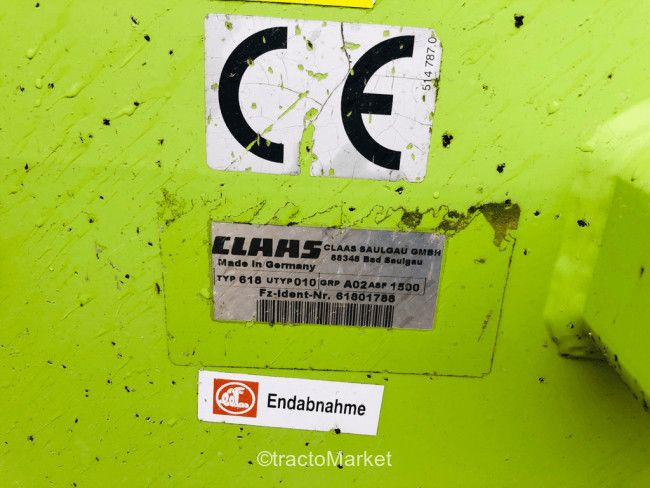 CE
514 787 0
CLAAS
CLAAS SAULGAU GMBH
88348 Bad Saulgau
Made in Germany
TYP 618 UTYP 010 GRP A02 ASF 1500
Fz-Ident-Nr. 61801788
Endabnahme
©tractoMarket